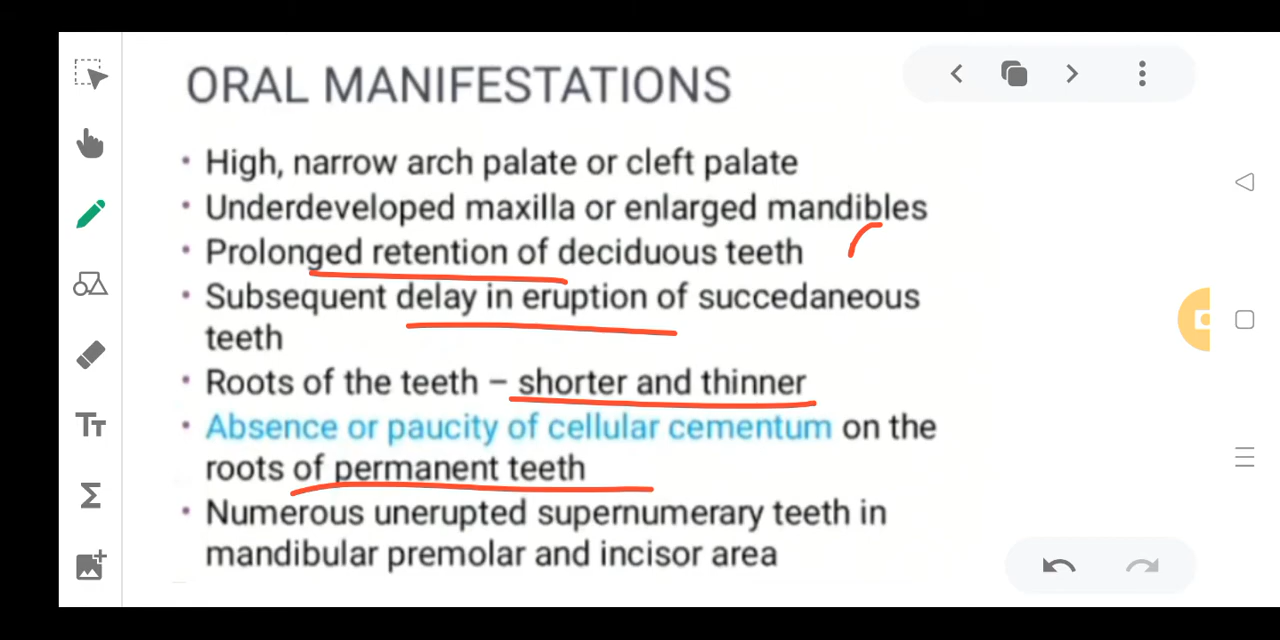 ORAL MANIFESTATIONS
• High, narrow arch palate or cleft palate
• Underdeveloped maxilla or enlarged mandibles
• Prolonged retention of deciduous teeth
• Subsequent delay in eruption of succedaneous
teeth
• Roots of the teeth – shorter and thinner
• Absence or paucity of cellular cementum on the
roots of permanent teeth
• Numerous unerupted supernumerary teeth in
mandibular premolar and incisor area